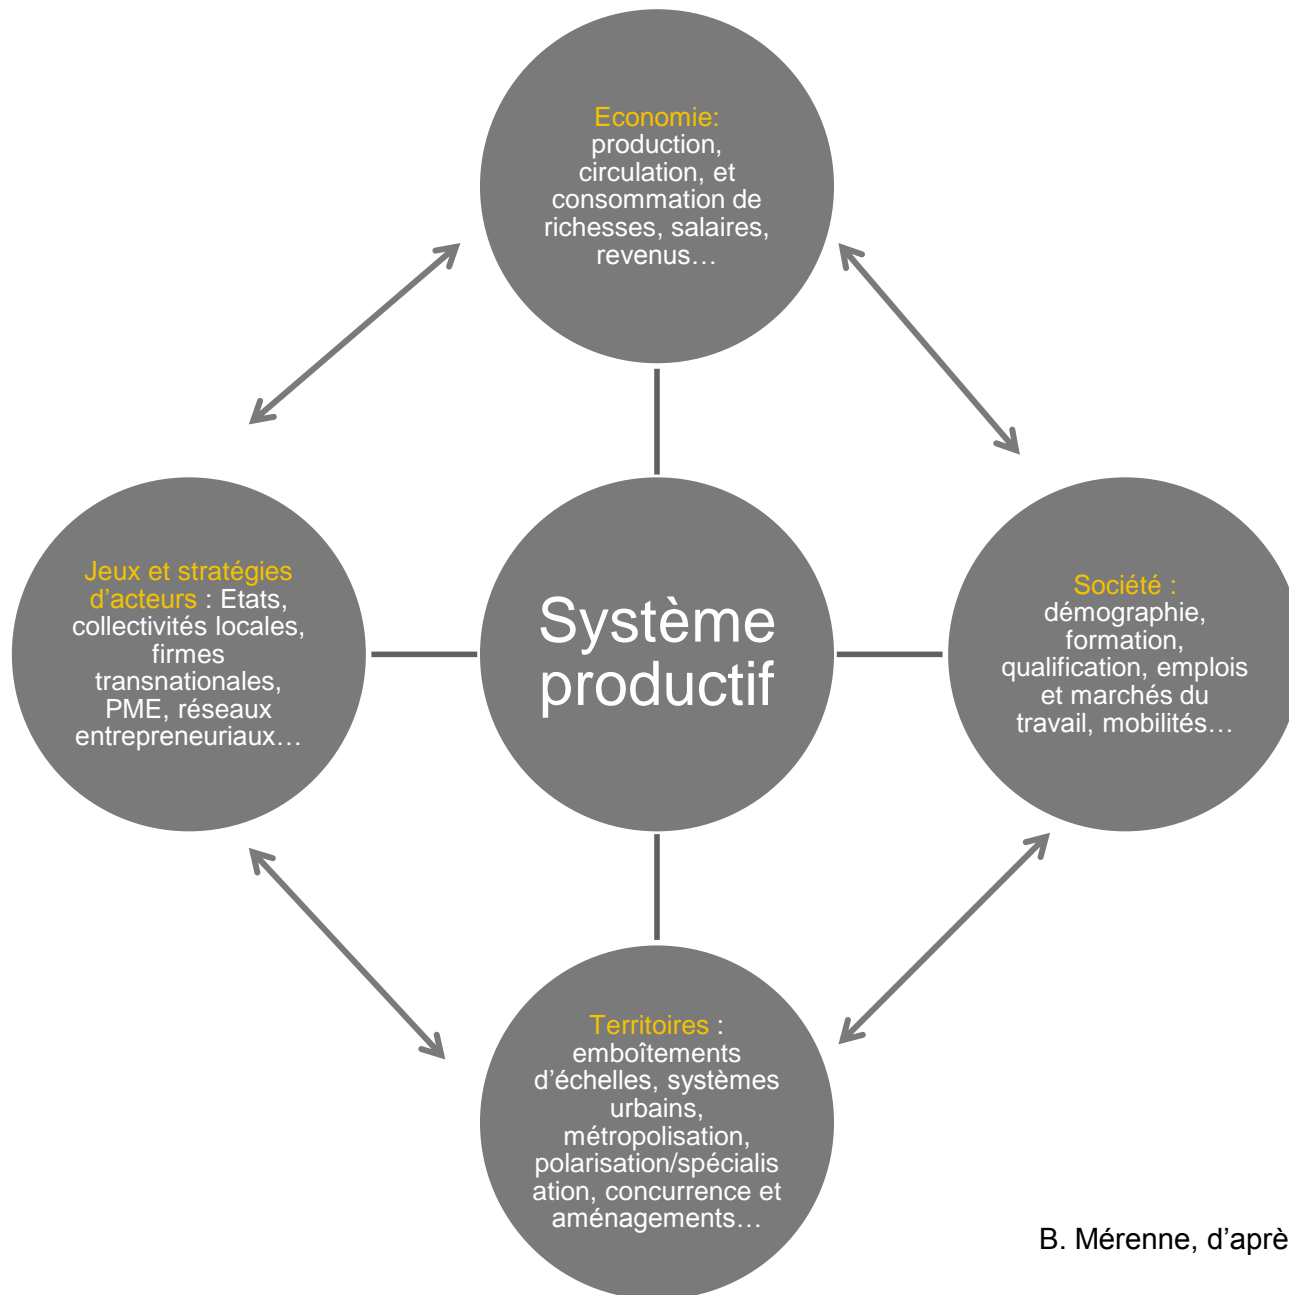 Economie:
production,
circulation, et
consommation de
richesses, salaires,
revenus…
Jeux et stratégies
d’acteurs : Etats,
collectivités locales,
firmes
transnationales,
PME, réseaux
entrepreneuriaux…
Système
productif
Société :
démographie,
formation,
qualification, emplois
et marchés du
travail, mobilités…
Territoires :
emboîtements
d’échelles, systèmes
urbains,
métropolisation,
polarisation/spécialis
ation, concurrence et
aménagements…
B. Mérenne, d’aprè